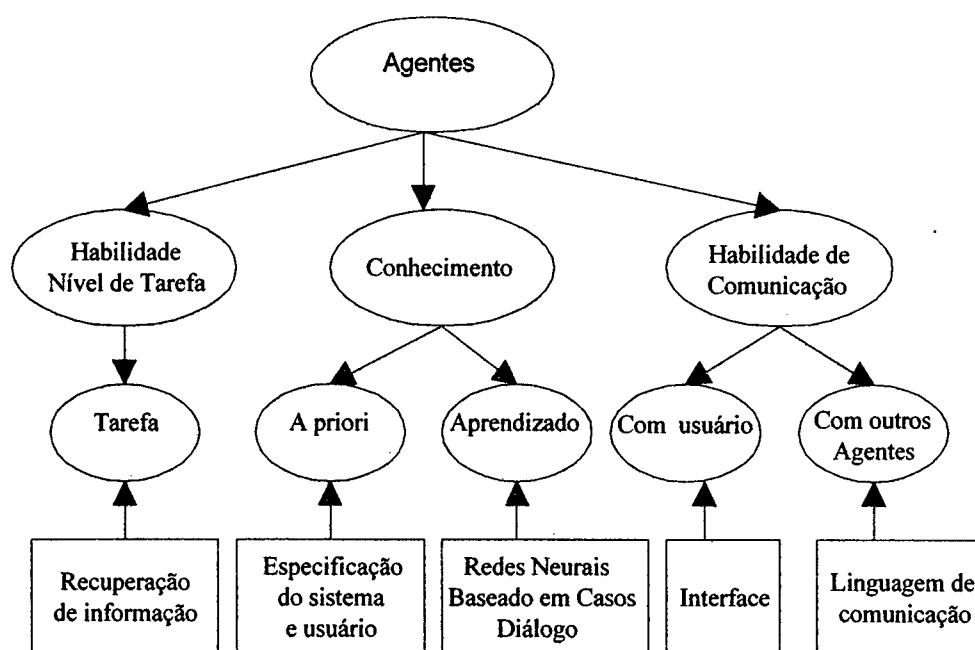 Agentes
Habilidade
Nível de Tarefa
Conhecimento
Habilidade de
Comunicação
Tarefa
A priori
Aprendizado
Com usuário
Com outros
Agentes
Recuperação
de informação
Especificação
do sistema
e usuário
Redes Neurais
Baseado em Casos
Diálogo
Interface
Linguagem de
comunicação